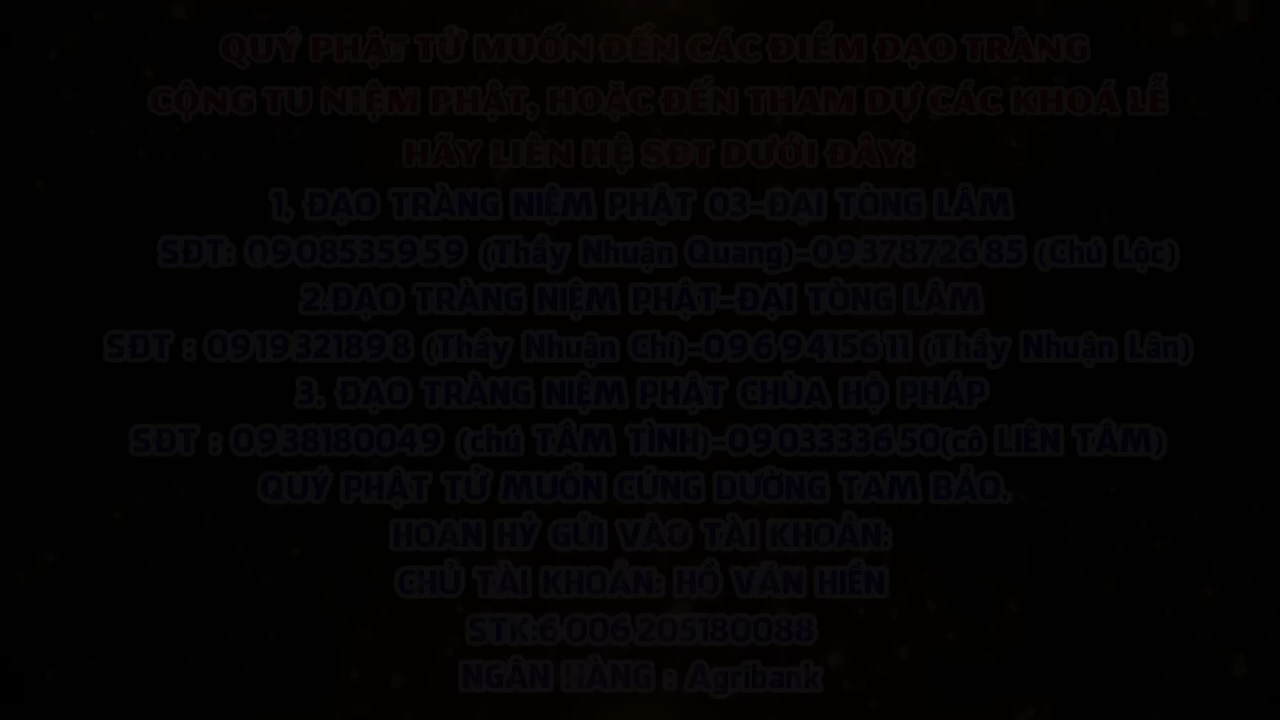 QUÝ PHẬT TỬ MUỐN ĐẾN CÁC ĐIỂM ĐẠO TRÀNG
CỘNG TU NIỆM PHẬT, HOẶC ĐẾN THAM DỰ CÁC KHOÁ LỄ
HÃY LIÊN HỆ SĐT DƯỚI ĐÂY:
1, ĐẠO TRÀNG NIỆM PHẬT 03-ĐẠI TÒNG LÂM
SĐT: 0908535959 (Thầy Nhuận Quang)-0937872685 (Chú Lộc)
2.ĐẠO TRÀNG NIỆM PHẬT-ĐẠI TÒNG LÂM
SĐT : 0919321898 (Thầy Nhuận Chí)-0969415611 (Thầy Nhuận Lân)
3. ĐẠO TRÀNG NIỆM PHẬT CHÙA HỘ PHÁP
SĐT : 0938180049 (chú TÂM TÌNH)-0903333650(cô LIÊN TÂM)
QUÝ PHẬT TỬ MUỐN CÚNG DƯỜNG TAM BẢO.
HOAN HỶ GỬI VÀO TÀI KHOẢN:
CHỦ TÀI KHOẢN: HỒ VĂN HIỀN
STK:6006205180088
NGÂN HÀNG : Agribank